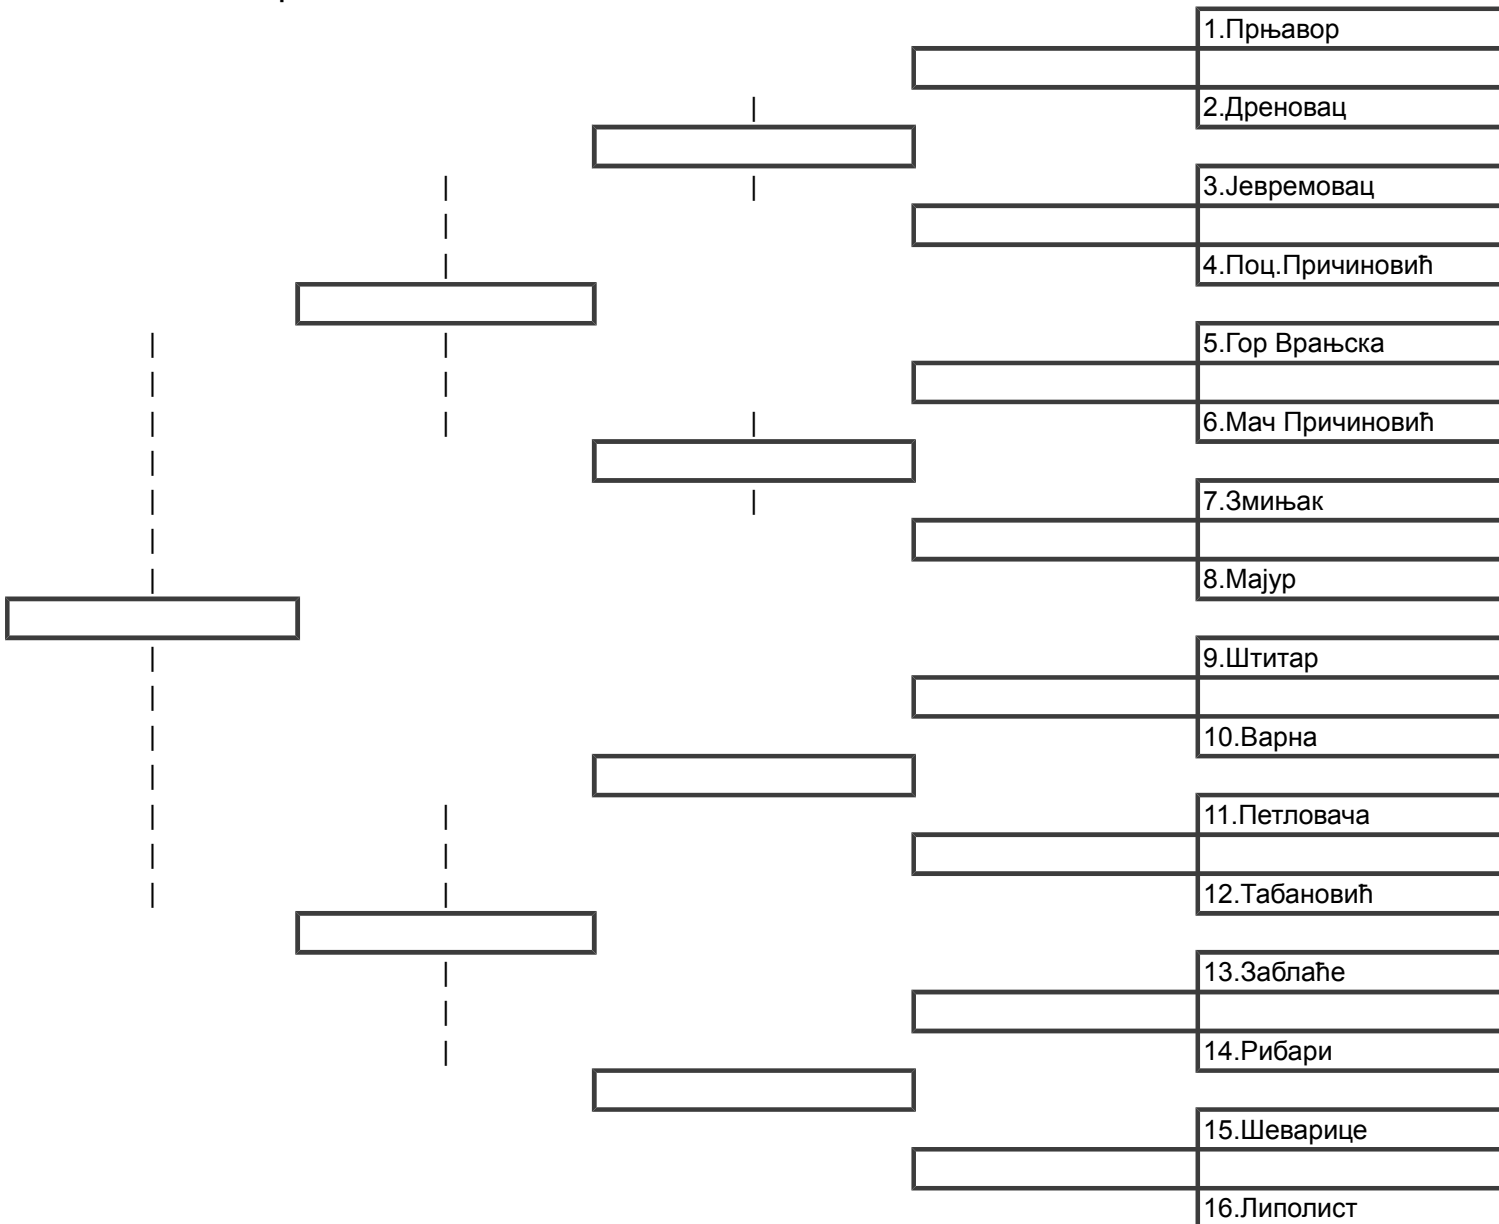 1.Прњавор
2.Дреновац
3.Јевремовац
4.Поц.Причиновић
5.Гор Врањска
6.Мач Причиновић
7.Змињак
8.Мајур
9.Штитар
10.Варна
11.Петловача
12.Табановић
13.Заблаће
14.Рибари
15.Шеварице
16.Липолист